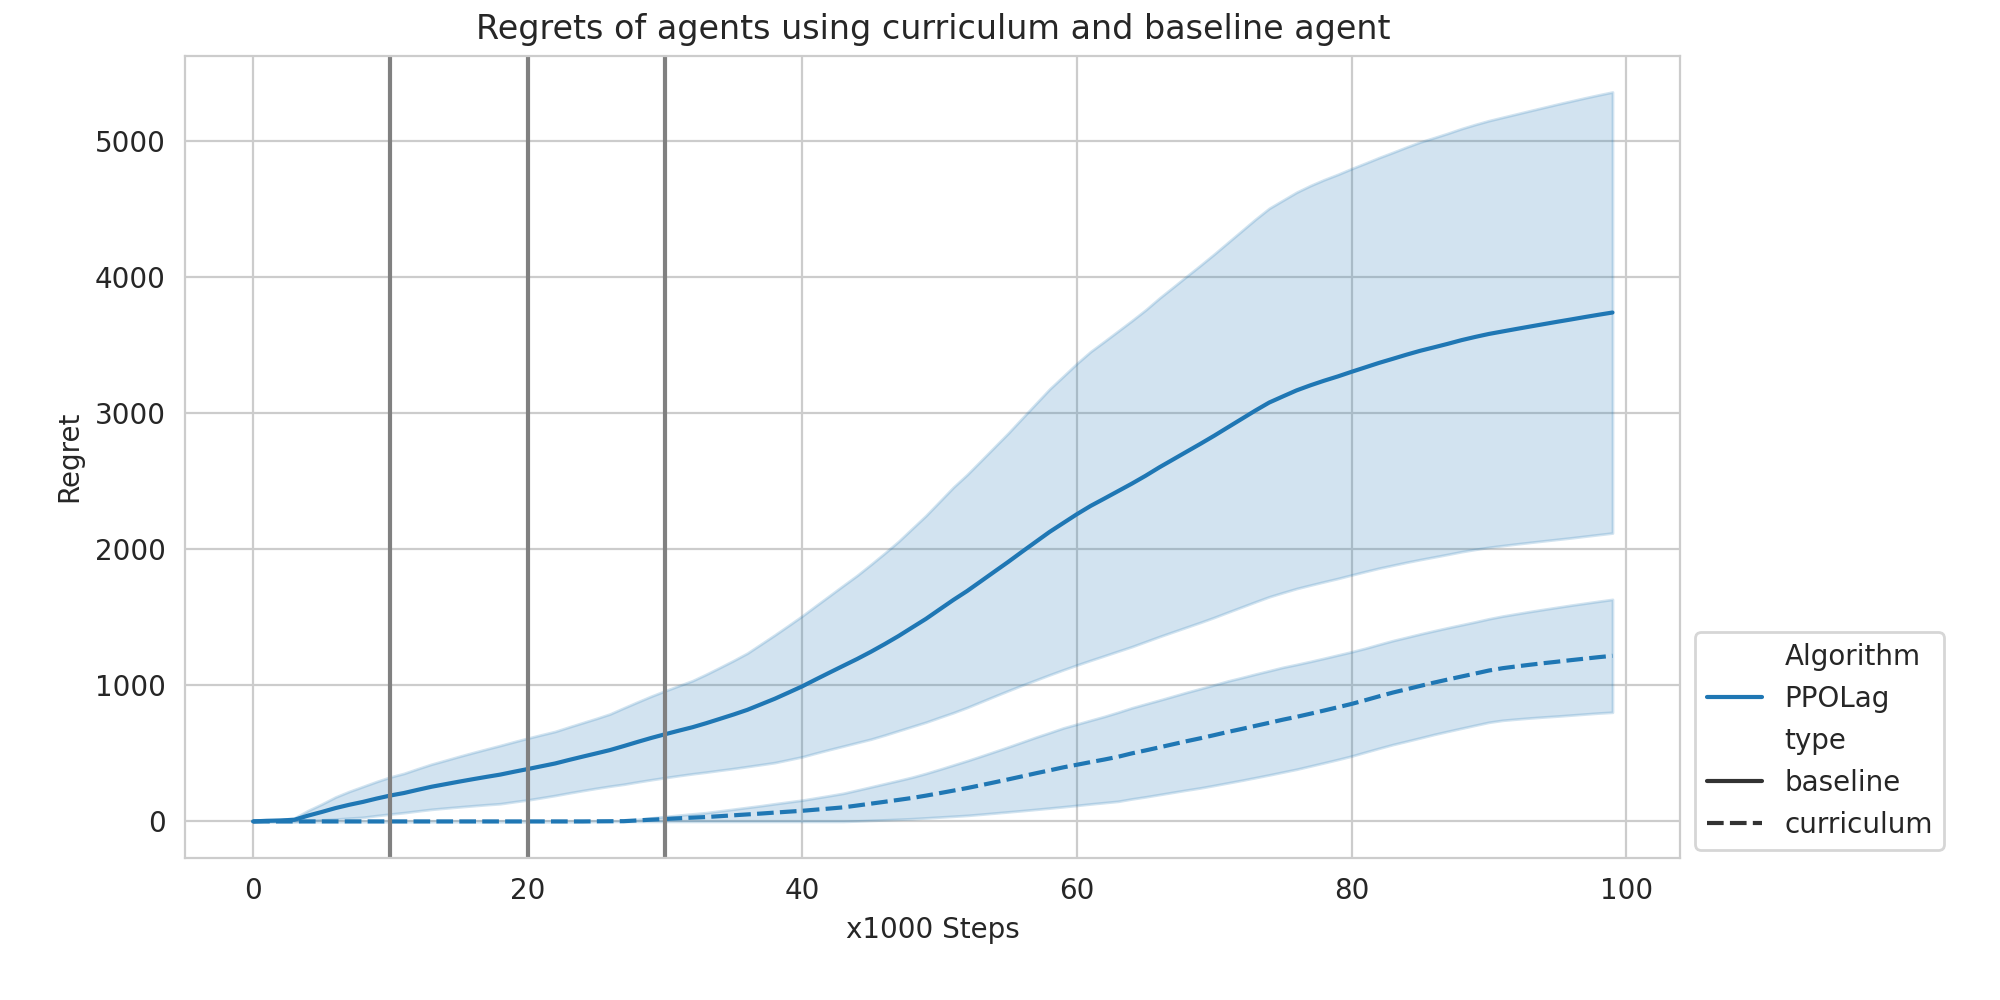 Regrets of agents using curriculum and baseline agent
5000
4000
3000
2000
1000
0
Regret
0 20 40 60 80 100
x1000 Steps
Algorithm
PPOLag
type
baseline
curriculum